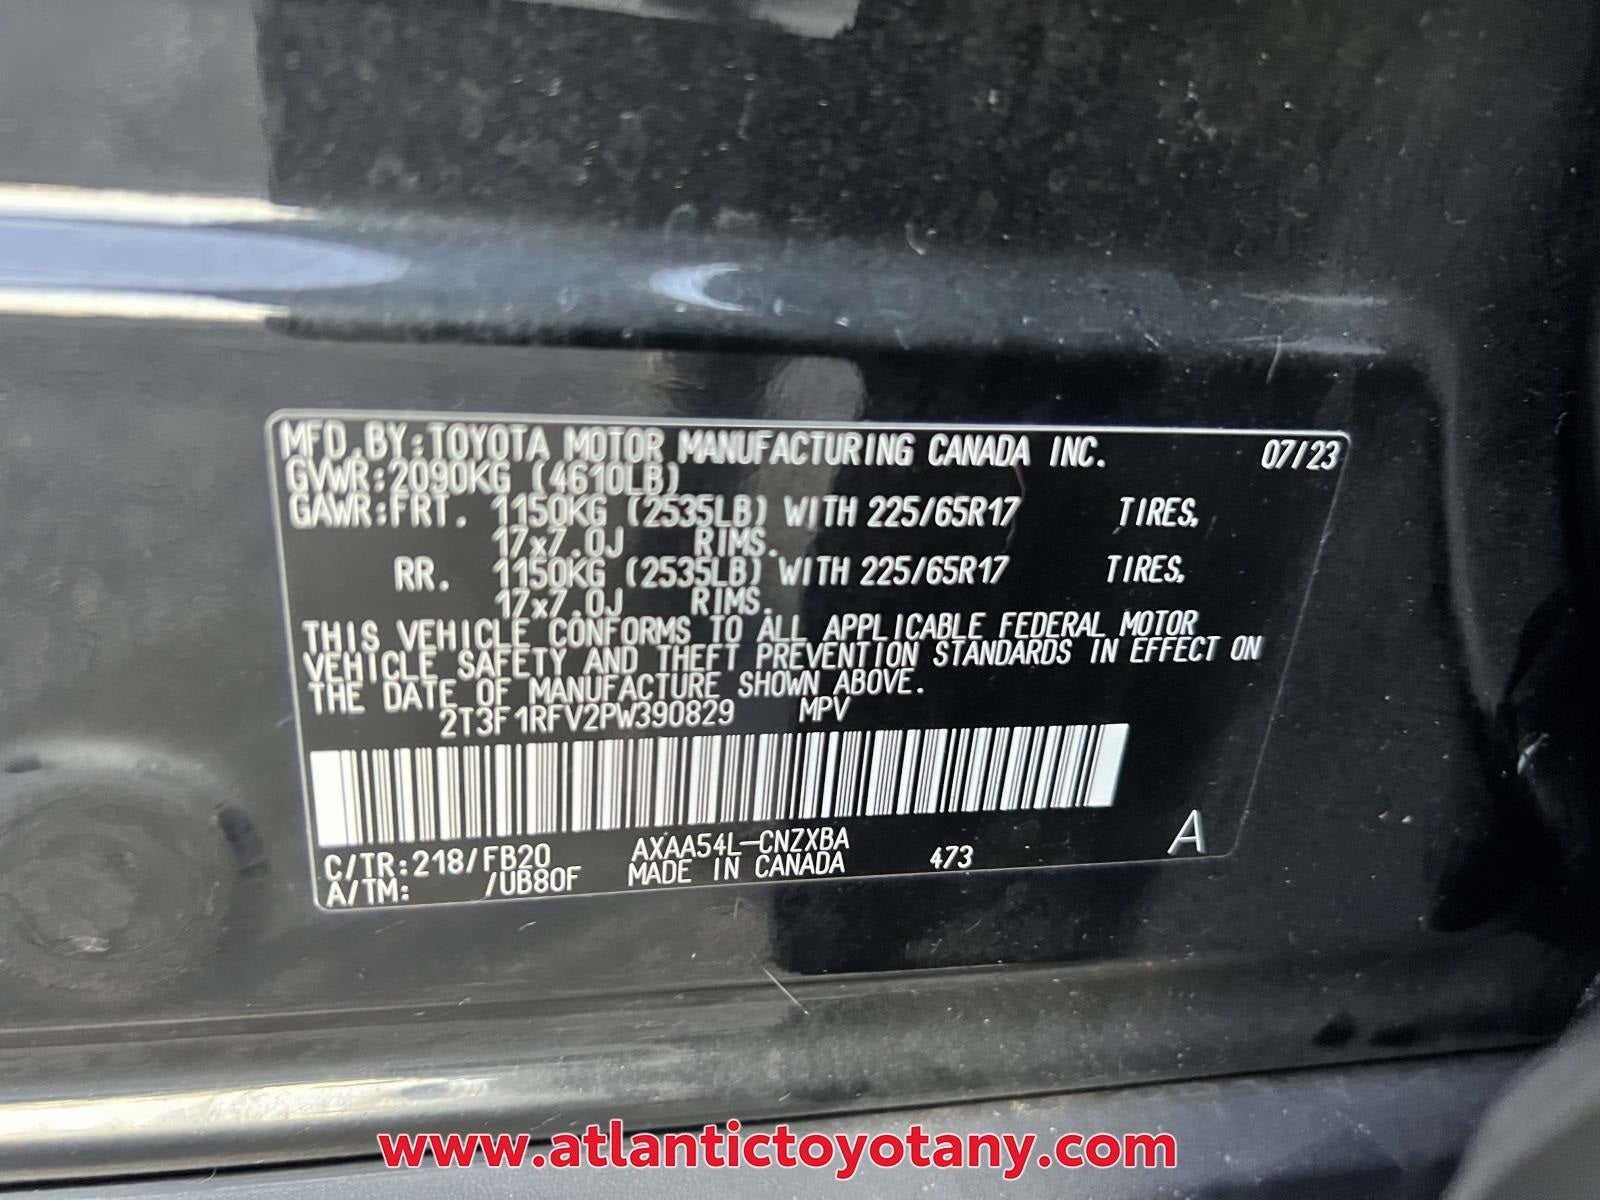 MFD.BY:TOYOTA MOTOR MANUFACTURING CANADA INC. 07/23
GVWR:2090KG (4610LB)
GAWR:FRT. 1150KG (2535LB) WITH 225/65R17 TIRES,
17x7.0J RIMS.
RR. 1150KG (2535LB) WITH 225/65R17 TIRES,
17x7.0J RIMS.
THIS VEHICLE CONFORMS TO ALL APPLICABLE FEDERAL MOTOR
VEHICLE SAFETY AND THEFT PREVENTION STANDARDS IN EFFECT ON
THE DATE OF MANUFACTURE SHOWN ABOVE.
2T3F1RFV2PW390829 MPV
C/TR:218/FB20 AXAA54L-CNZXBA 473 A
A/TM: /UB80F MADE IN CANADA
www.atlantictoyotany.com